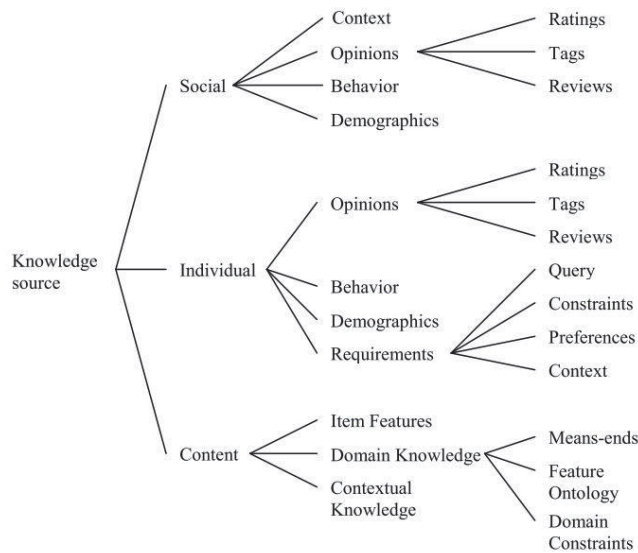 Context
Ratings
Opinions
Tags
Social
Behavior
Reviews
Demographics
Ratings
Opinions
Tags
Reviews
Knowledge
source
Individual
Query
Behavior
Constraints
Demographics
Preferences
Requirements
Context
Item Features
Means-ends
Content
Domain Knowledge
Feature
Ontology
Contextual
Knowledge
Domain
Constraints